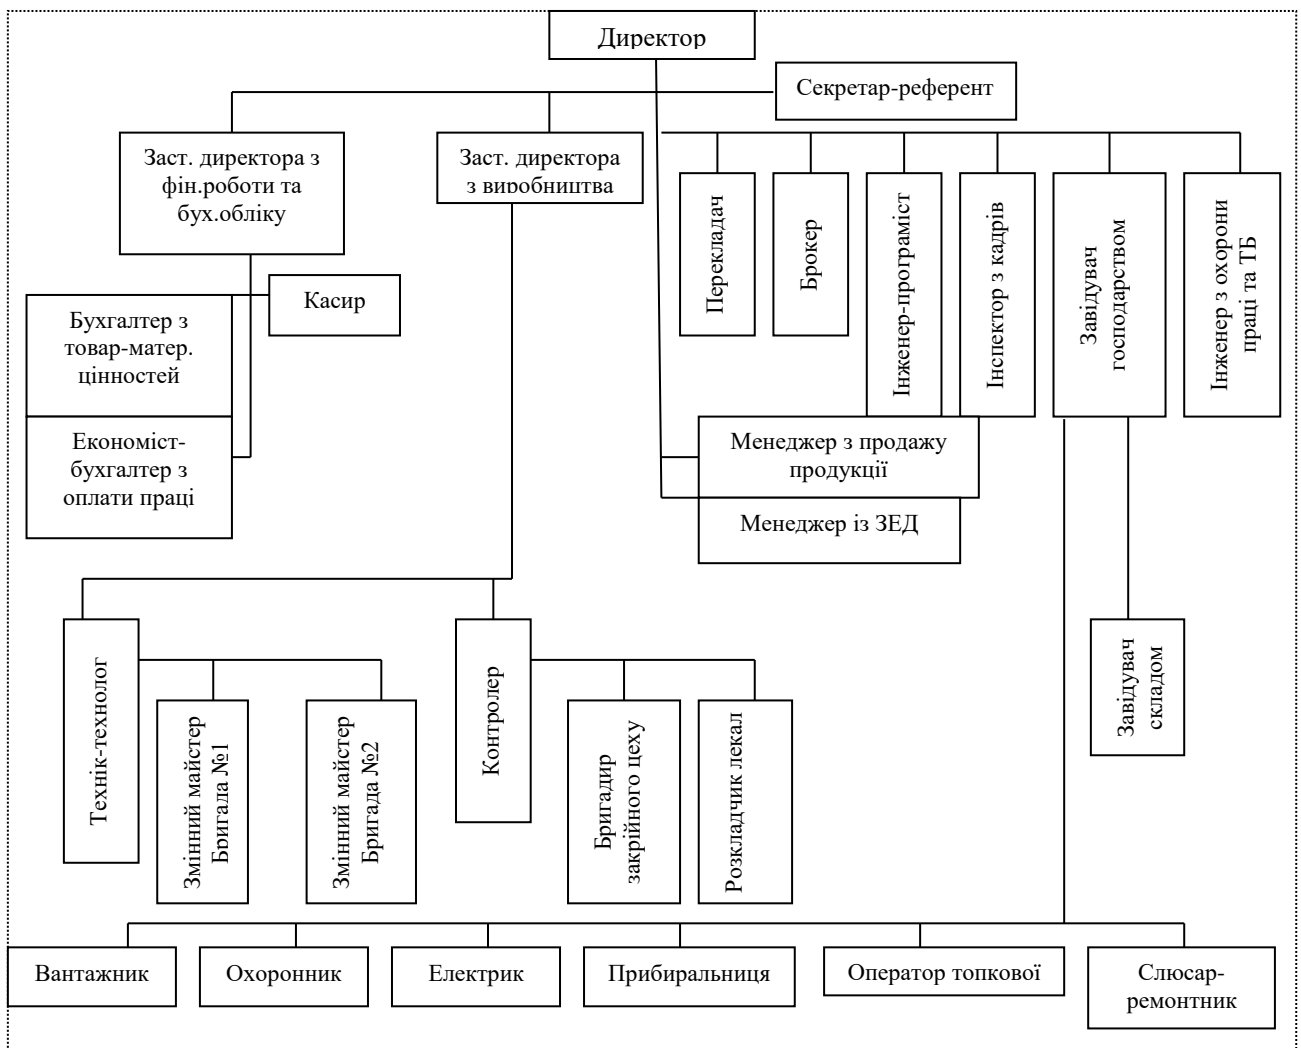 Директор
Секретар-референт
Заст. директора з
фін.роботи та
бух.обліку
Заст. директора
з виробництва
Перекладач
Брокер
Інженер-програміст
Інспектор з кадрів
Завідувач
господарством
Інженер з охорони
праці та ТБ
Касир
Бухгалтер з
товар-матер.
цінностей
Економіст-
бухгалтер з
оплати праці
Менеджер з продажу
продукції
Менеджер із ЗЕД
Технік-технолог
Змінний майстер
Бригада №1
Змінний майстер
Бригада №2
Контролер
Бригадир
закрійного цеху
Розкладчик лекал
Завідувач
складом
Вантажник
Охоронник
Електрик
Прибиральниця
Оператор топкової
Слюсар-
ремонтник